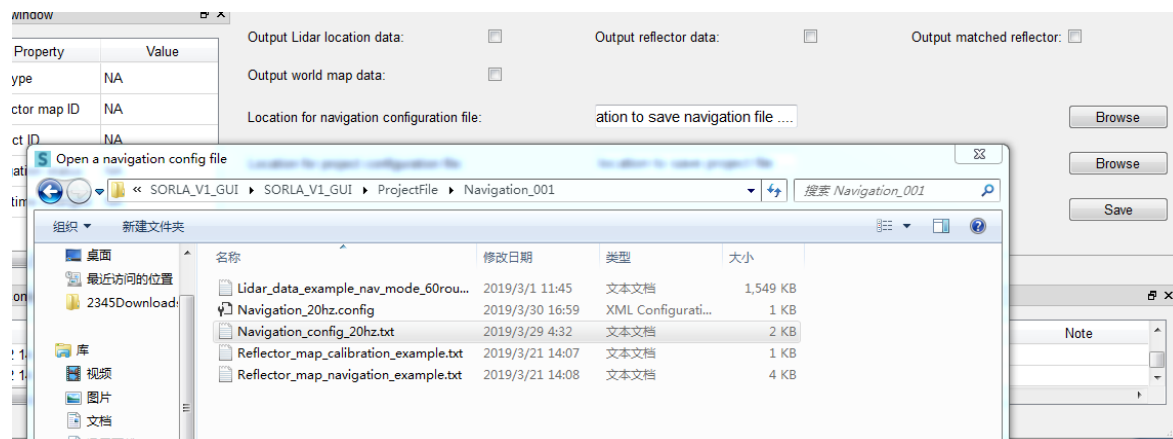 window
Output Lidar location data:
Output reflector data:
Output matched reflector:
Property Value
ype NA
Output world map data:
ctor map ID NA
Location for navigation configuration file:
ation to save navigation file ....
Browse
ct ID NA
Open a navigation config file
Browse
« SORLA_V1_GUI ▸ SORLA_V1_GUI ▸ ProjectFile ▸ Navigation_001
搜索 Navigation_001
Save
组织 新建文件夹
桌面
最近访问的位置
2345Downloads
库
视频
图片
文档
名称 修改日期 类型 大小
Lidar_data_example_nav_mode_60rou... 2019/3/1 11:45 文本文档 1,549 KB
Navigation_20hz.config 2019/3/30 16:59 XML Configurati... 1 KB
Navigation_config_20hz.txt 2019/3/29 4:32 文本文档 2 KB
Reflector_map_calibration_example.txt 2019/3/21 14:07 文本文档 1 KB
Reflector_map_navigation_example.txt 2019/3/21 14:08 文本文档 4 KB
Note